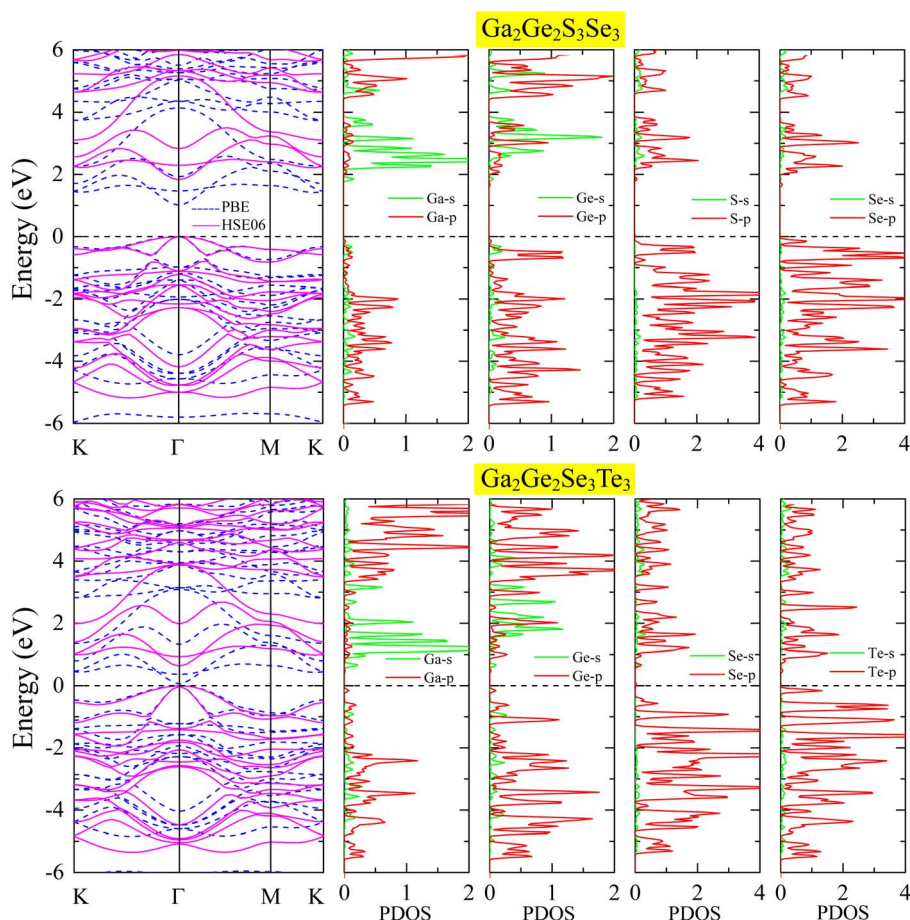 Ga₂Ge₂S₃Se₃
Energy (eV)
6
4
2
0
-2
-4
-6
PBE
HSE06
K Γ M K
Ga-s
Ga-p
0 1 2
Ge-s
Ge-p
0 1 2
S-s
S-p
0 2 4
Se-s
Se-p
0 2 4
Ga₂Ge₂Se₃Te₃
Energy (eV)
6
4
2
0
-2
-4
-6
K Γ M K
Ga-s
Ga-p
0 1 2
PDOS
Ge-s
Ge-p
0 1 2
PDOS
Se-s
Se-p
0 2 4
PDOS
Te-s
Te-p
0 2 4
PDOS